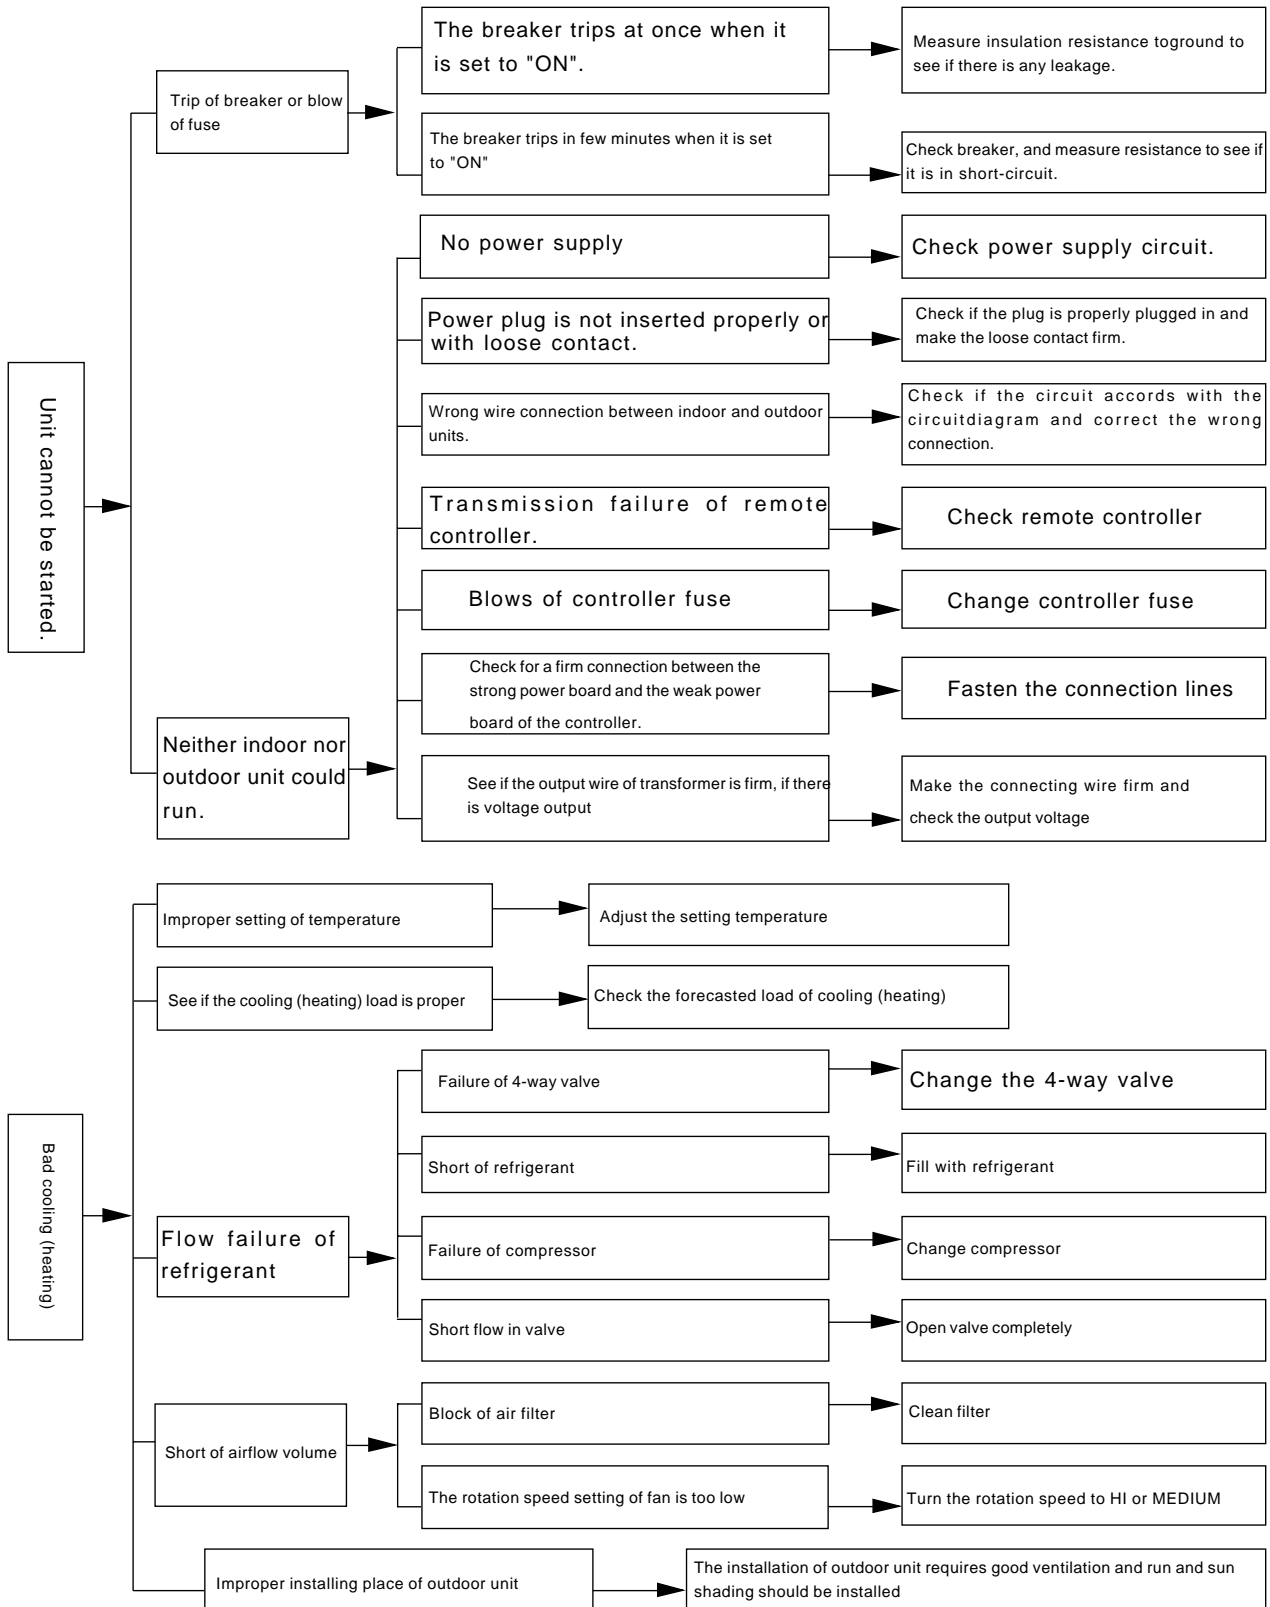 Unit cannot be started.
Trip of breaker or blow
of fuse
The breaker trips at once when it
is set to "ON".
Measure insulation resistance toground to
see if there is any leakage.
The breaker trips in few minutes when it is set
to "ON"
Check breaker, and measure resistance to see if
it is in short-circuit.
Neither indoor nor
outdoor unit could
run.
No power supply
Check power supply circuit.
Power plug is not inserted properly or
with loose contact.
Check if the plug is properly plugged in and
make the loose contact firm.
Wrong wire connection between indoor and outdoor
units.
Check if the circuit accords with the
circuitdiagram and correct the wrong
connection.
Transmission failure of remote
controller.
Check remote controller
Blows of controller fuse
Change controller fuse
Check for a firm connection between the
strong power board and the weak power
board of the controller.
Fasten the connection lines
See if the output wire of transformer is firm, if there
is voltage output
Make the connecting wire firm and
check the output voltage
Bad cooling (heating)
Improper setting of temperature
Adjust the setting temperature
See if the cooling (heating) load is proper
Check the forecasted load of cooling (heating)
Flow failure of
refrigerant
Failure of 4-way valve
Change the 4-way valve
Short of refrigerant
Fill with refrigerant
Failure of compressor
Change compressor
Short flow in valve
Open valve completely
Short of airflow volume
Block of air filter
Clean filter
The rotation speed setting of fan is too low
Turn the rotation speed to HI or MEDIUM
Improper installing place of outdoor unit
The installation of outdoor unit requires good ventilation and run and sun
shading should be installed